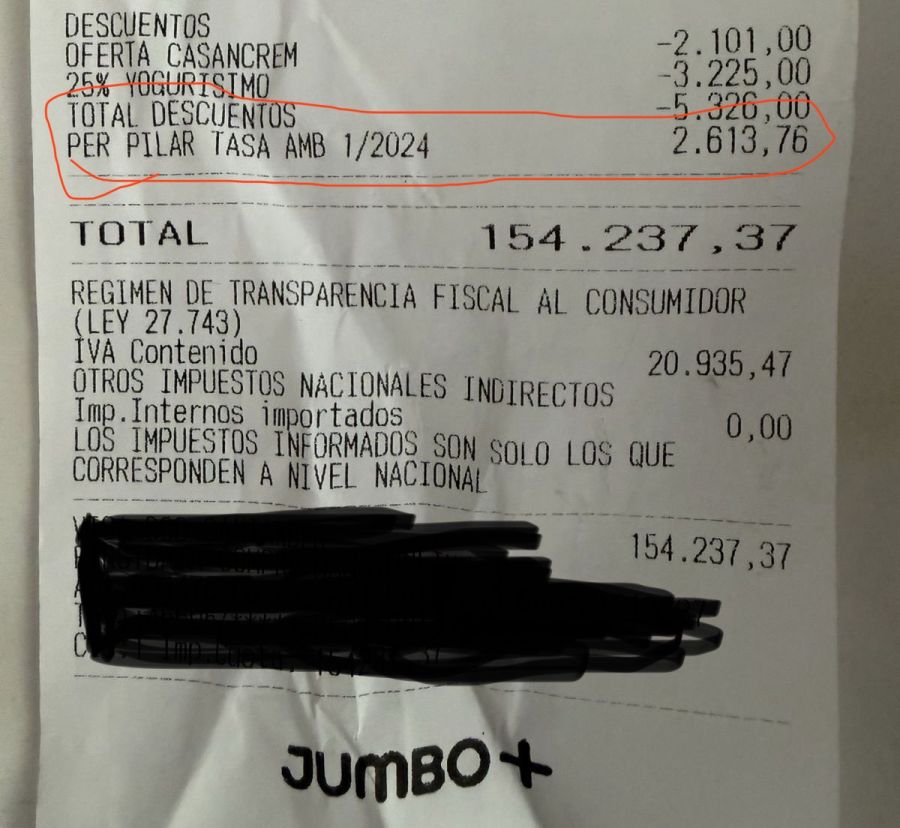 DESCUENTOS
OFERTA CASANCREM -2.101,00
25% YOGURISIMO -3.225,00
TOTAL DESCUENTOS -5.326,00
PER PILAR TASA AMB 1/2024 2.613,76
TOTAL 154.237,37
REGIMEN DE TRANSPARENCIA FISCAL AL CONSUMIDOR
(LEY 27.743)
IVA Contenido 20.935,47
OTROS IMPUESTOS NACIONALES INDIRECTOS
Imp.Internos importados 0,00
LOS IMPUESTOS INFORMADOS SON SOLO LOS QUE
CORRESPONDEN A NIVEL NACIONAL
154.237,37
JUMBO+